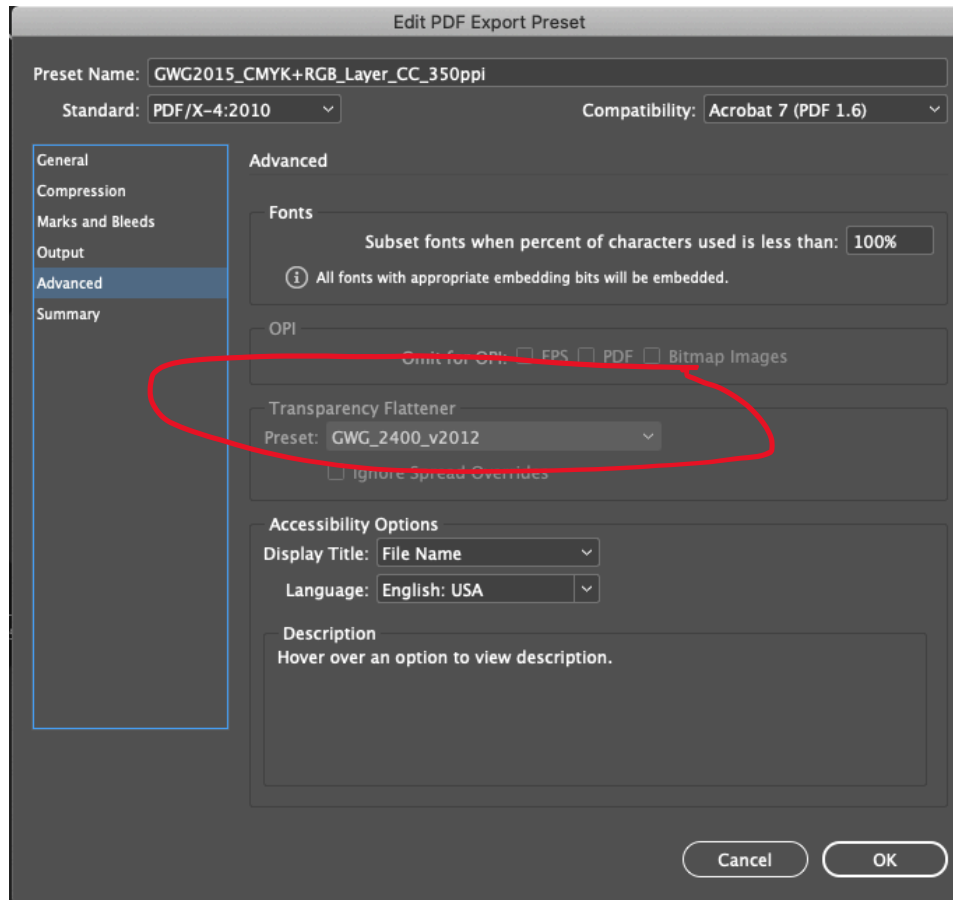 Edit PDF Export Preset
Preset Name: GWG2015_CMYK+RGB_Layer_CC_350ppi
Standard: PDF/X-4:2010 Compatibility: Acrobat 7 (PDF 1.6)
General
Compression
Marks and Bleeds
Output
Advanced
Summary
Advanced
Fonts
Subset fonts when percent of characters used is less than: 100%
All fonts with appropriate embedding bits will be embedded.
OPI
Omit for OPI: EPS PDF Bitmap Images
Transparency Flattener
Preset: GWG_2400_v2012
Ignore Spread Overrides
Accessibility Options
Display Title: File Name
Language: English: USA
Description
Hover over an option to view description.
Cancel OK